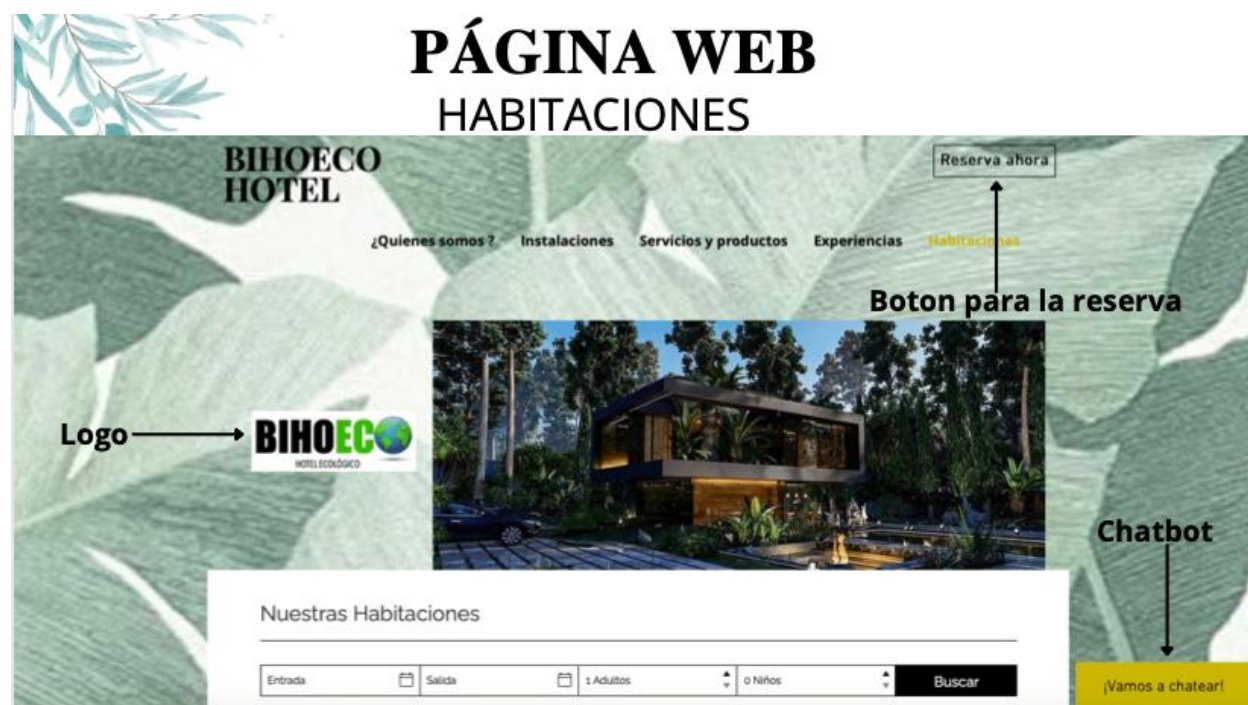 PÁGINA WEB
HABITACIONES
BIHOECO
HOTEL
Reserva ahora
¿Quienes somos ? Instalaciones Servicios y productos Experiencias Habitaciones
Boton para la reserva
Logo
BIHOECO
HOTEL ECOLÓGICO
Chatbot
Nuestras Habitaciones
Entrada Salida 1 Adultos 0 Niños Buscar
¡Vamos a chatear!